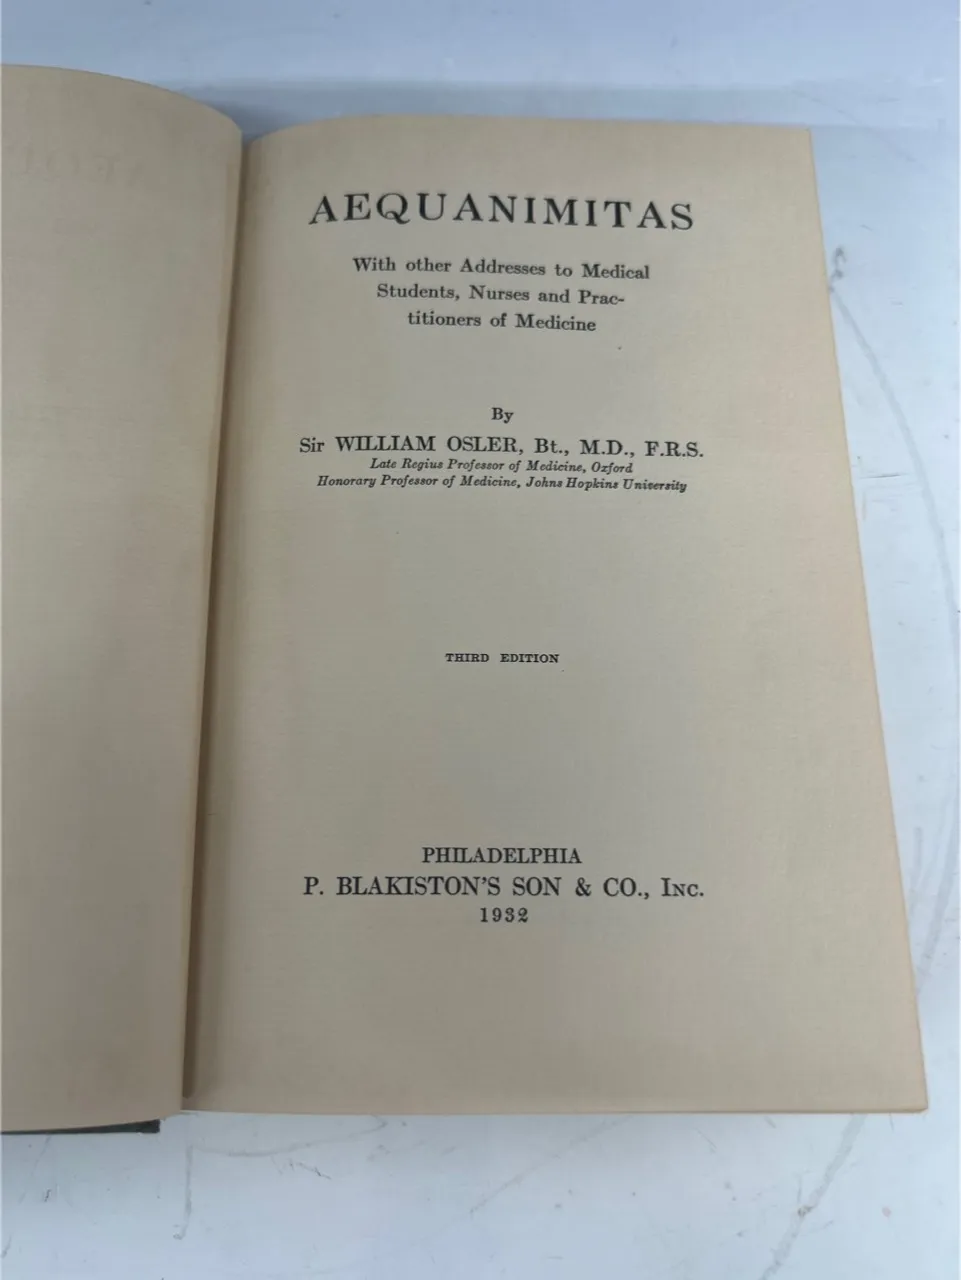 AEQUANIMITAS
With other Addresses to Medical
Students, Nurses and Prac-
titioners of Medicine
By
Sir WILLIAM OSLER, Bt., M.D., F.R.S.
Late Regius Professor of Medicine, Oxford
Honorary Professor of Medicine, Johns Hopkins University
THIRD EDITION
PHILADELPHIA
P. BLAKISTON'S SON & CO., INC.
1932